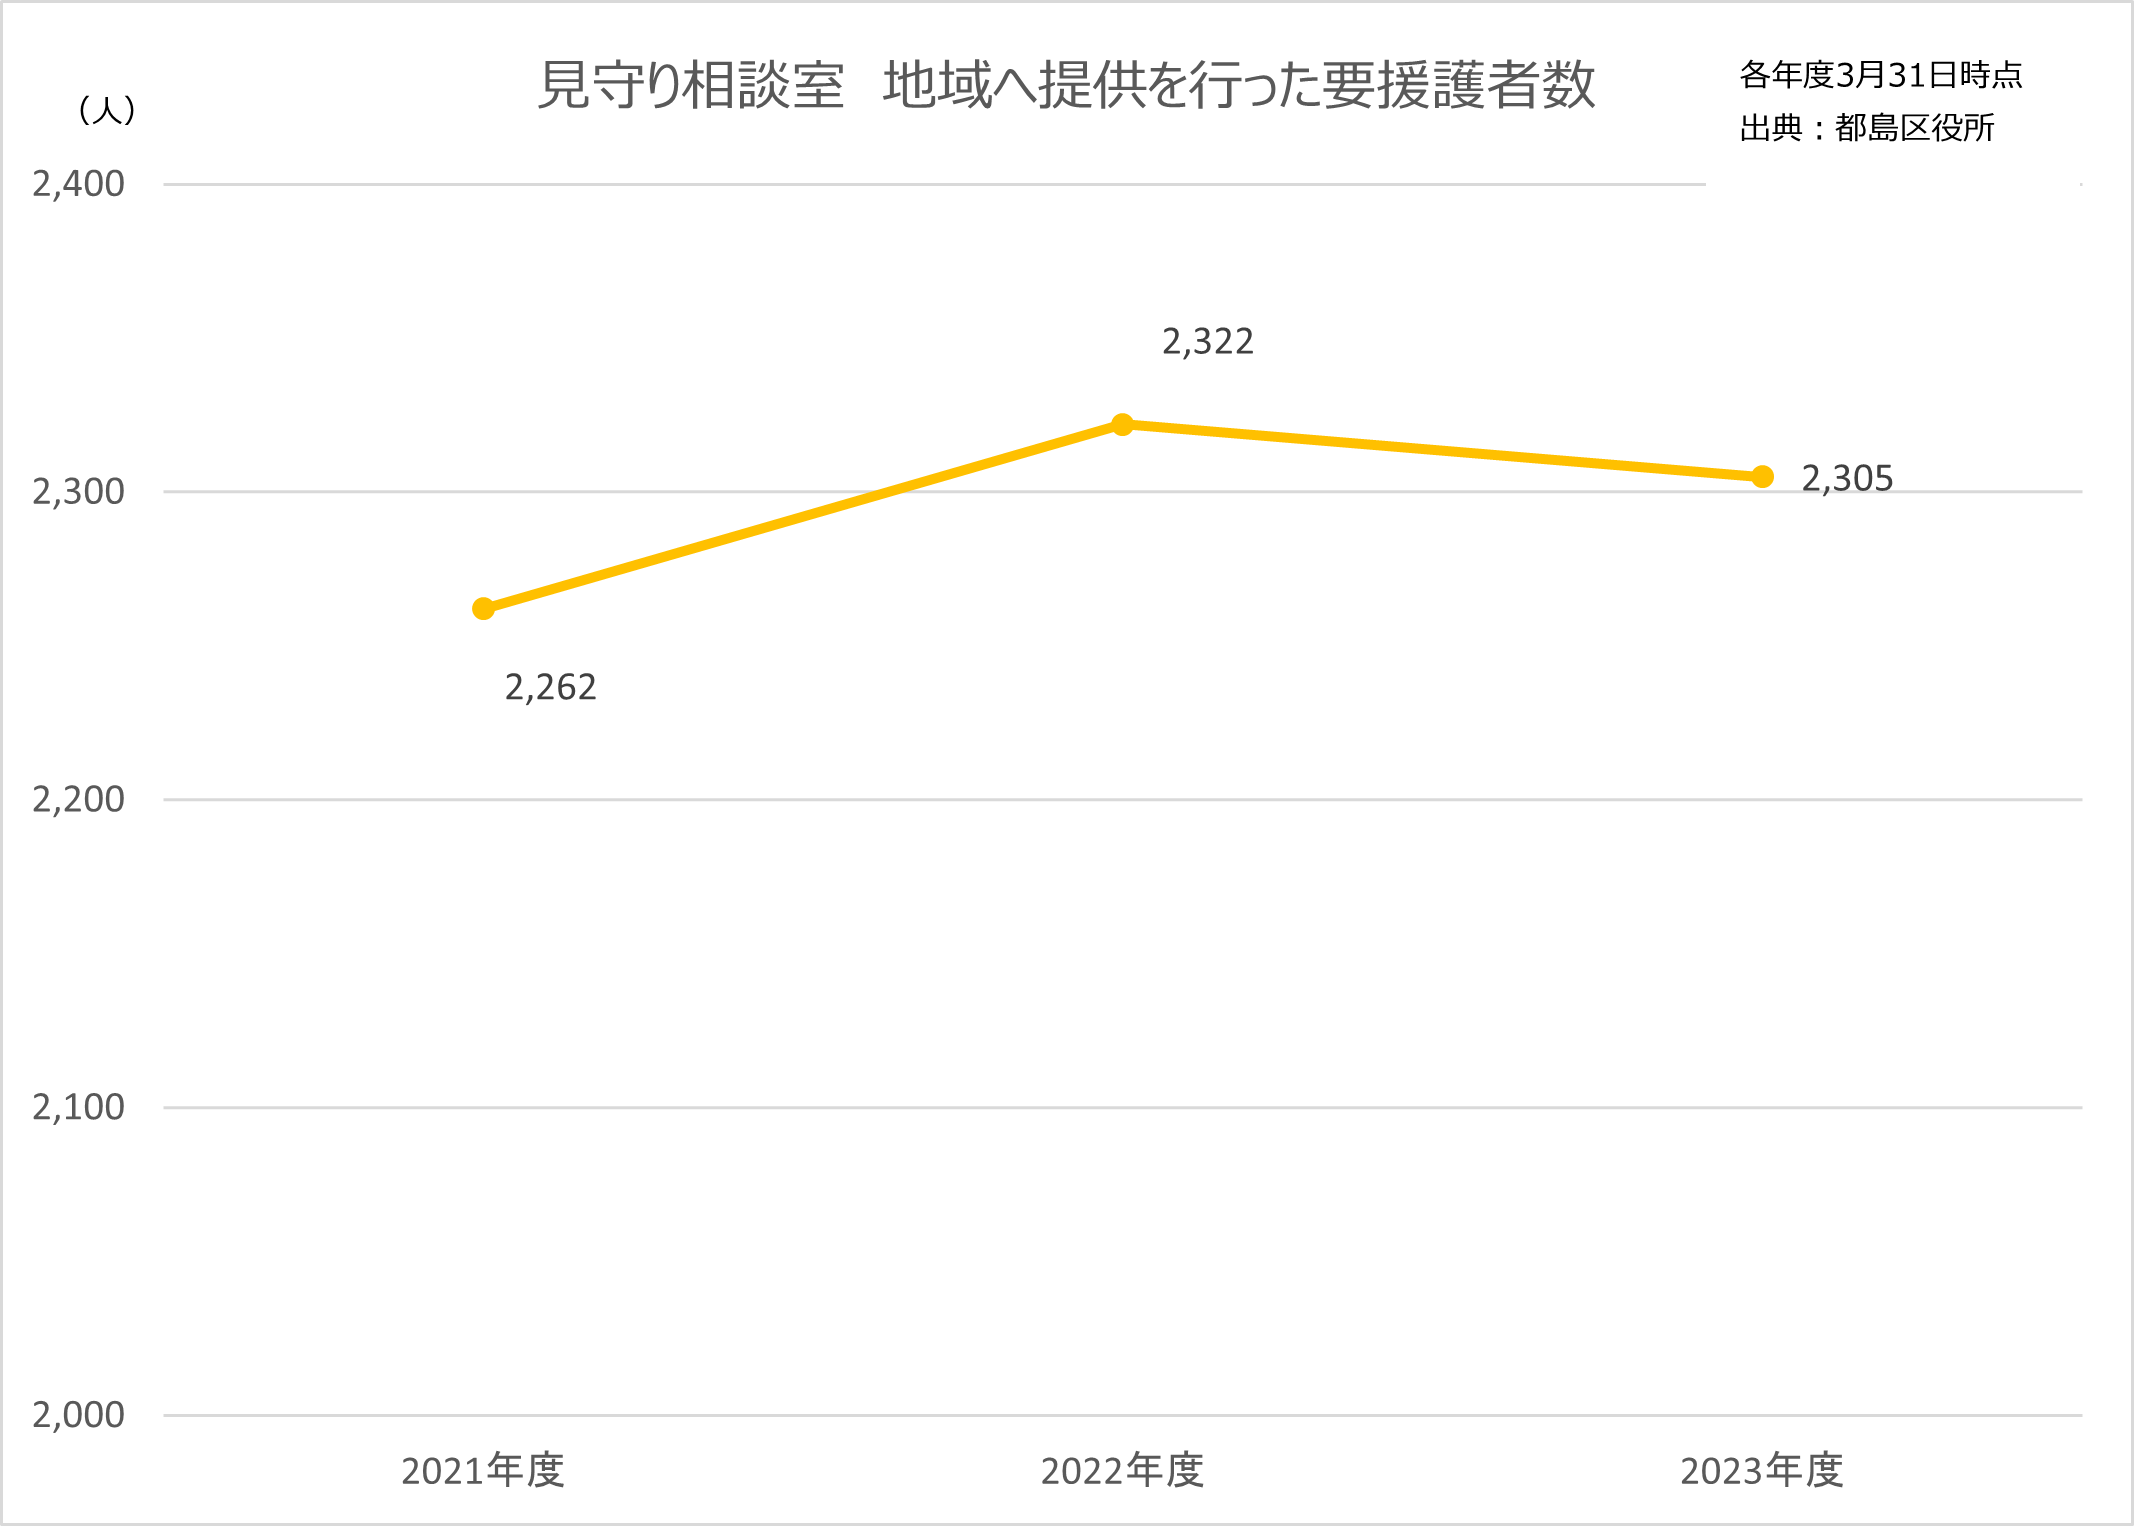 見守り相談室　地域へ提供を行った要援護者数
各年度3月31日時点
出典：都島区役所
（人）
2,400
2,322
2,300
2,305
2,262
2,200
2,100
2,000
2021年度
2022年度
2023年度